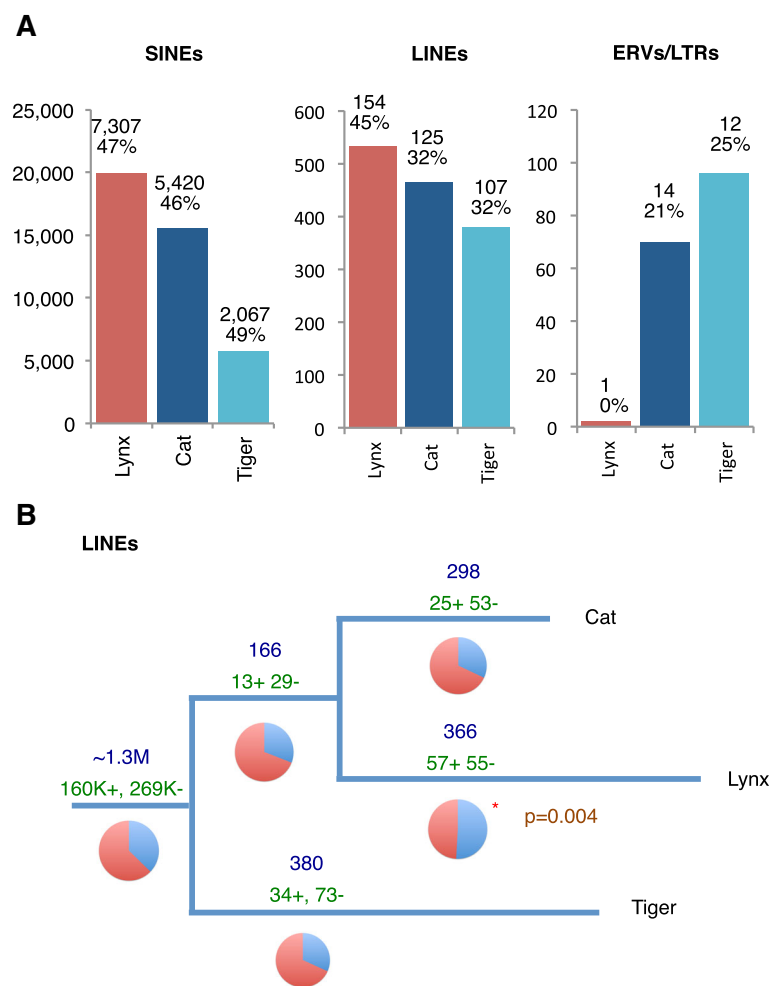 A
SINEs
LINEs
ERVs/LTRs
25,000
20,000
15,000
10,000
5,000
0
7,307
47%
5,420
46%
2,067
49%
Lynx
Cat
Tiger
600
500
400
300
200
100
0
154
45%
125
32%
107
32%
Lynx
Cat
Tiger
120
100
80
60
40
20
0
1
0%
14
21%
12
25%
Lynx
Cat
Tiger
B
LINEs
298
25+ 53-
Cat
166
13+ 29-
366
57+ 55-
Lynx
~1.3M
160K+, 269K-
* p=0.004
380
34+, 73-
Tiger